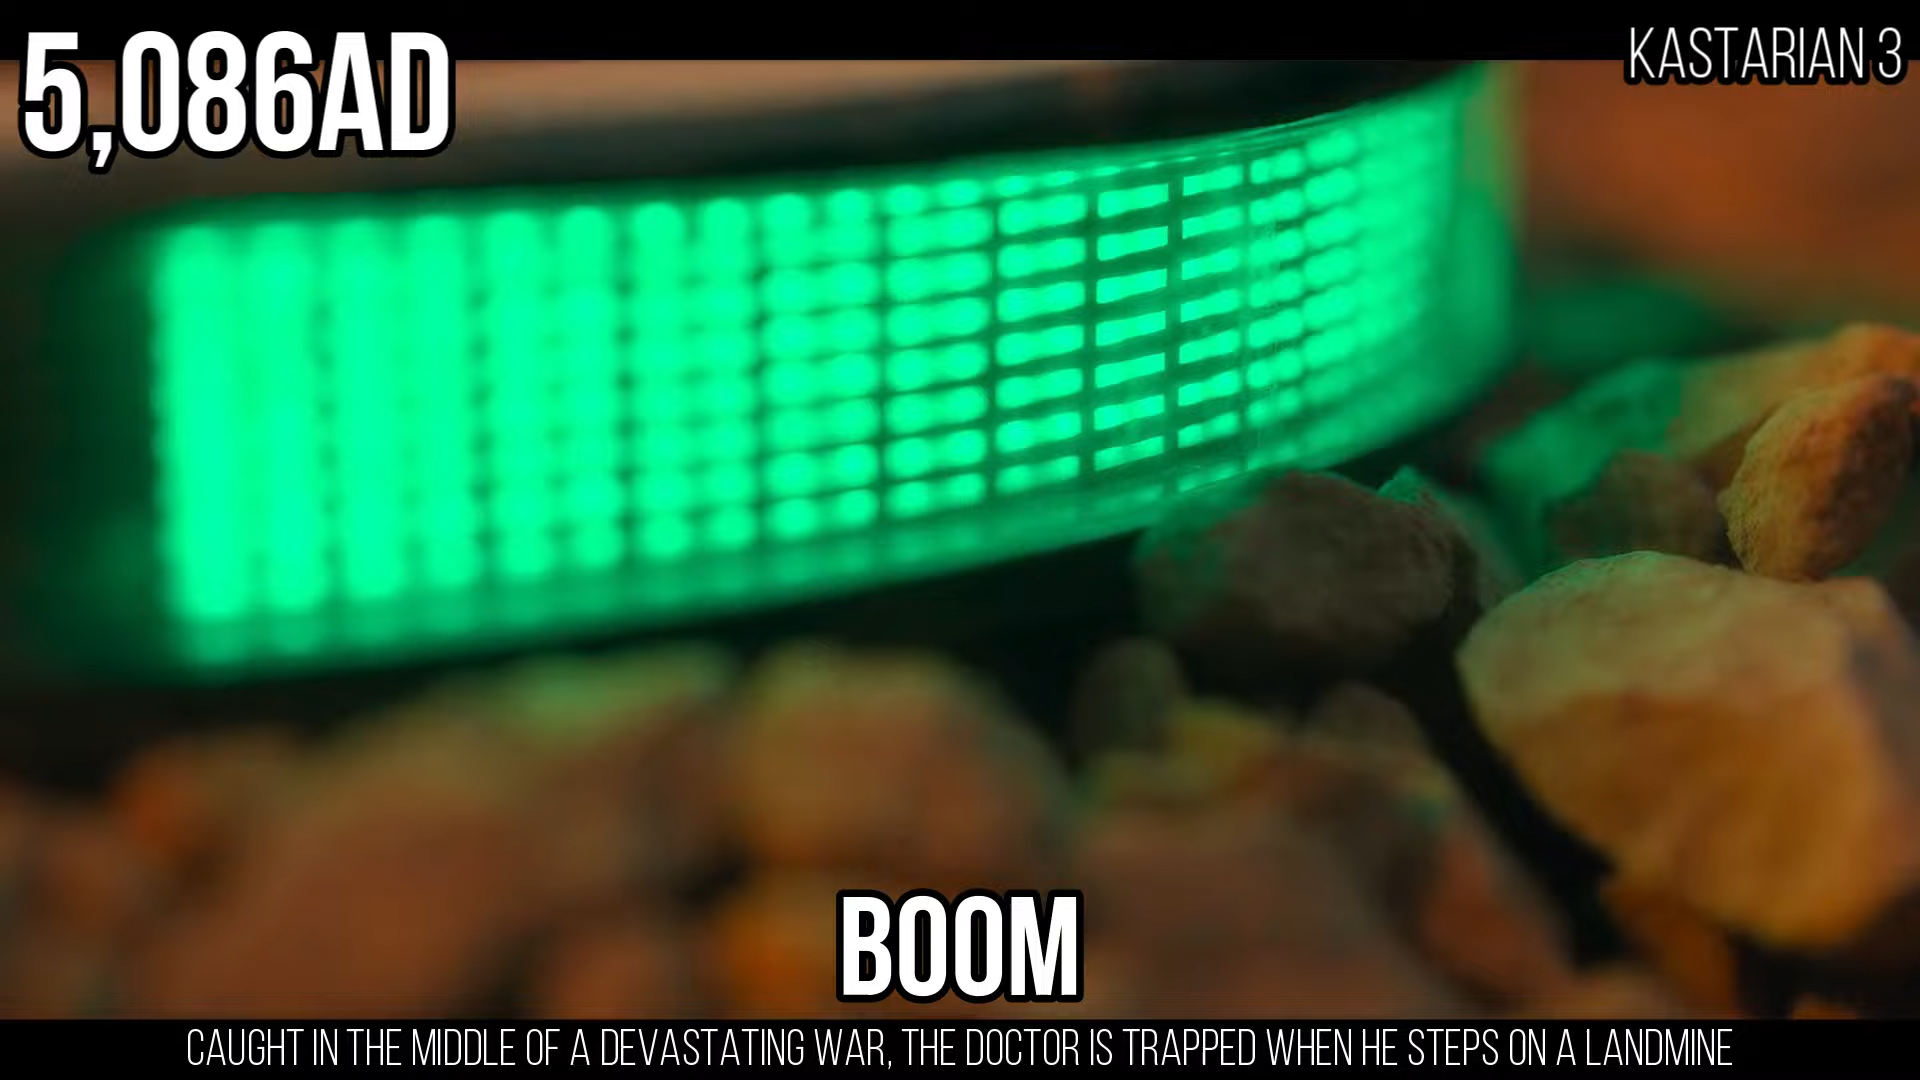 5,086AD
KASTARIAN 3
BOOM
CAUGHT IN THE MIDDLE OF A DEVASTATING WAR, THE DOCTOR IS TRAPPED WHEN HE STEPS ON A LANDMINE